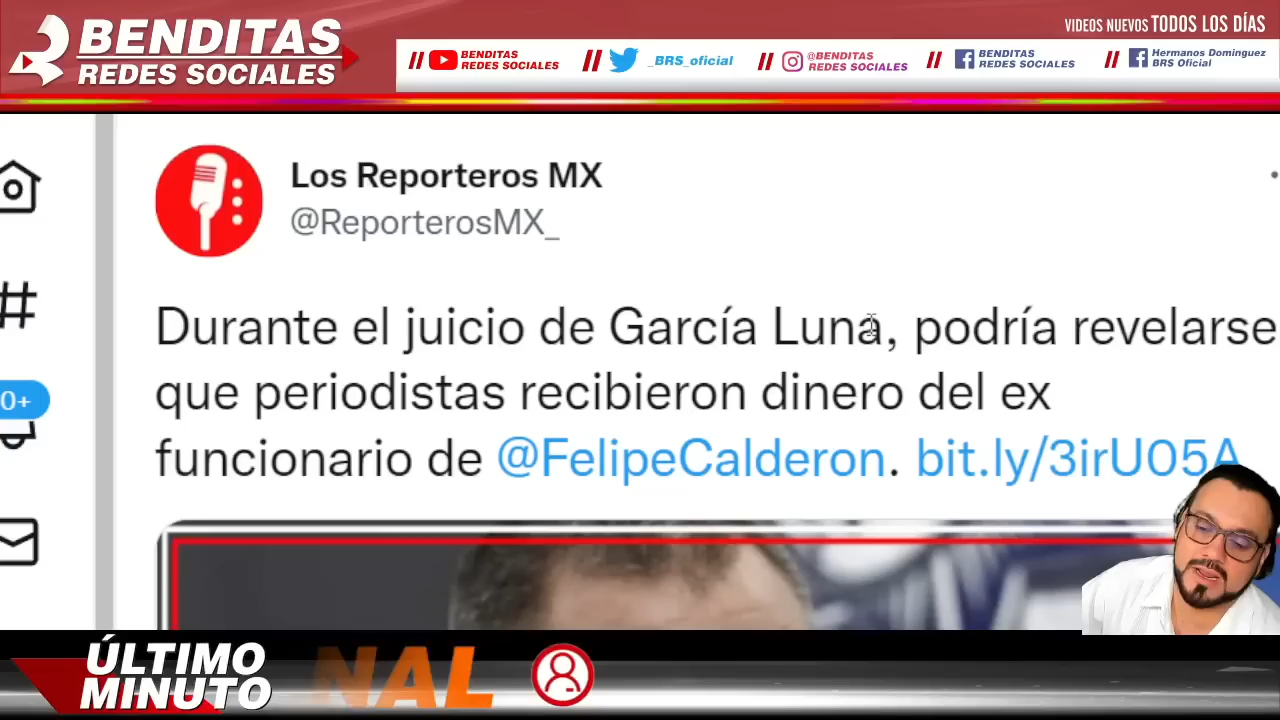 BENDITAS
REDES SOCIALES
VIDEOS NUEVOS TODOS LOS DÍAS
// BENDITAS REDES SOCIALES
// _BRS_oficial
// @BENDITAS REDES SOCIALES
// BENDITAS REDES SOCIALES
// Hermanos Dominguez BRS Oficial
Los Reporteros MX
@ReporterosMX_
#
Durante el juicio de García Luna, podría revelarse
0+
que periodistas recibieron dinero del ex
funcionario de @FelipeCalderon. bit.ly/3irU05A
ÚLTIMO
MINUTO
NAL